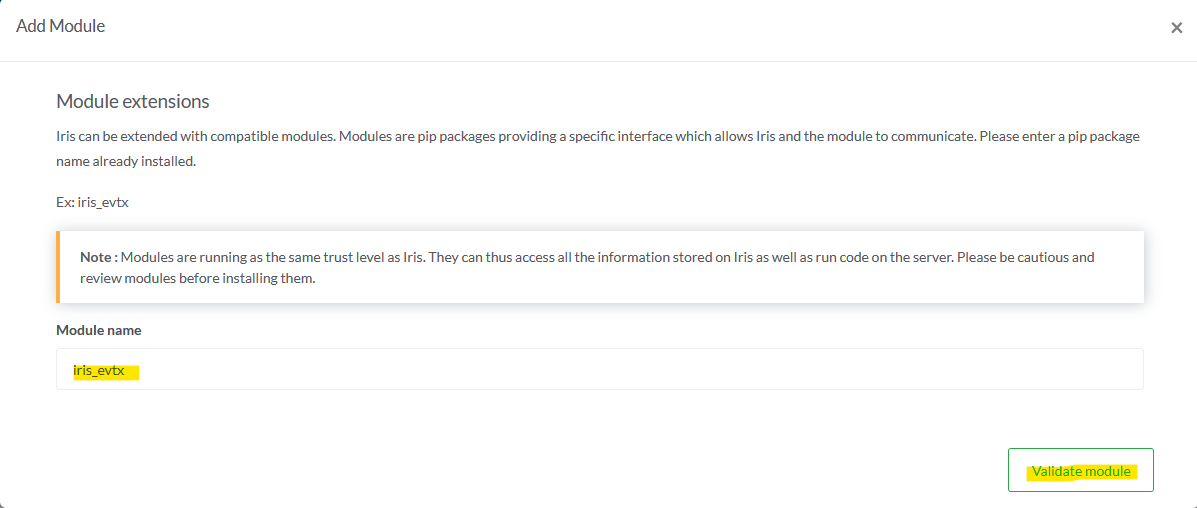 Add Module
×
Module extensions
Iris can be extended with compatible modules. Modules are pip packages providing a specific interface which allows Iris and the module to communicate. Please enter a pip package
name already installed.
Ex: iris_evtx
Note : Modules are running as the same trust level as Iris. They can thus access all the information stored on Iris as well as run code on the server. Please be cautious and
review modules before installing them.
Module name
iris_evtx
Validate module